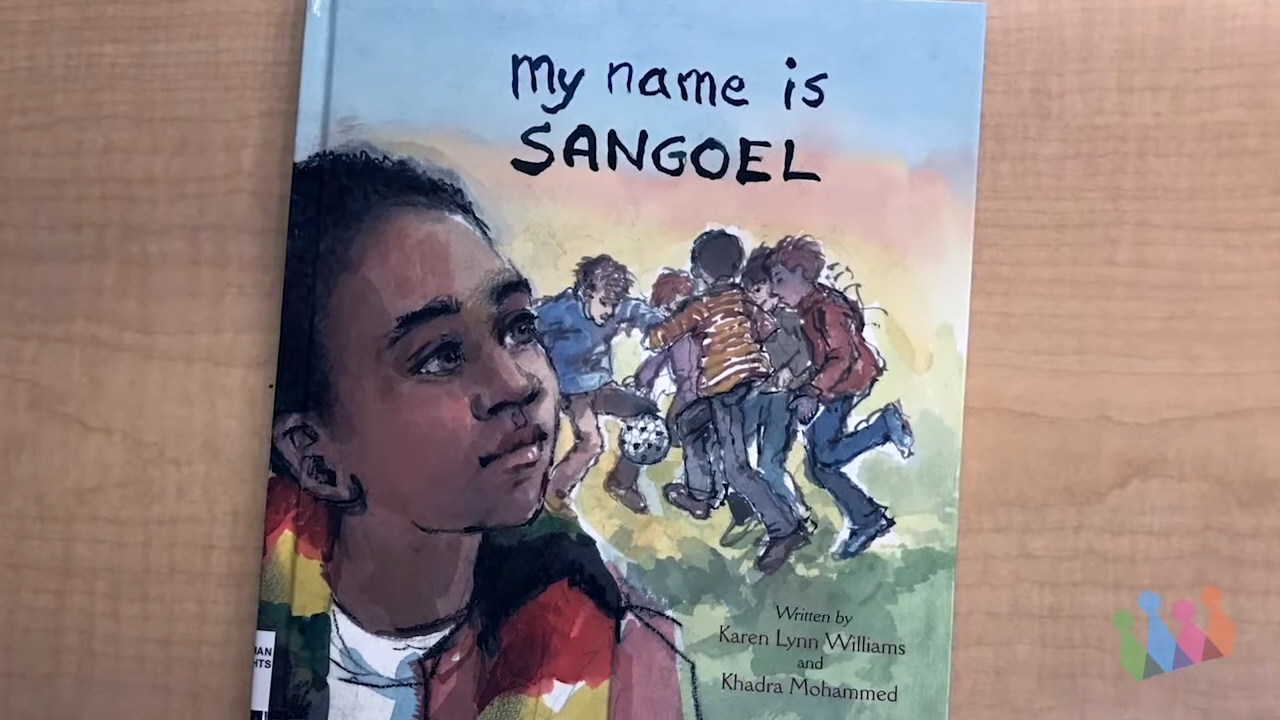 My name is
SANGOEL
Written by
Karen Lynn Williams
and
Khadra Mohammed